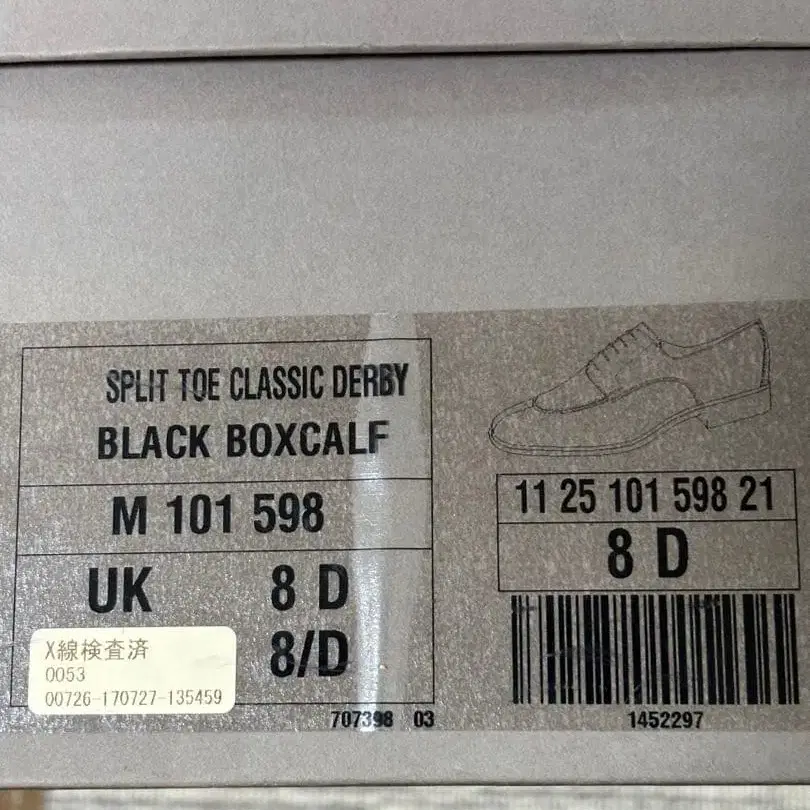 SPLIT TOE CLASSIC DERBY
BLACK BOXCALF
M 101 598
UK 8 D
8/D
X線検査済
0053
00726-170727-135459
707398 03
11 25 101 598 21
8 D
1452297